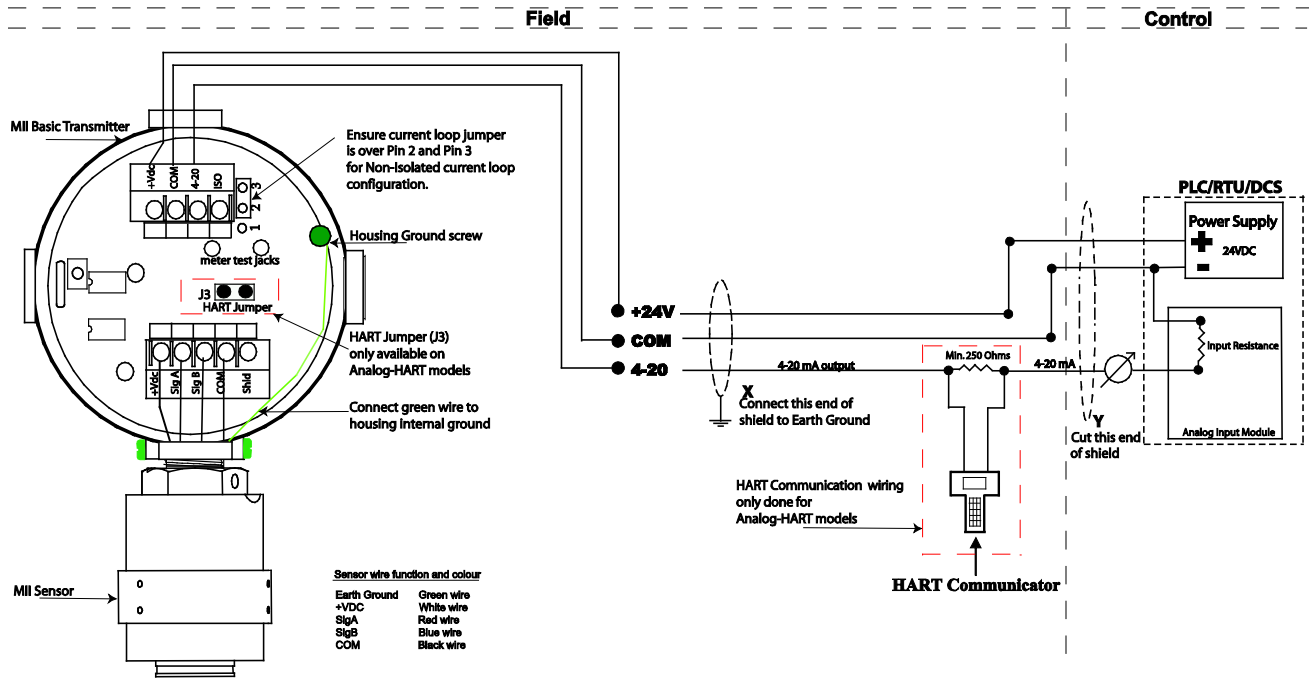 Field
Control
MII Basic Transmitter
+Vdc
COM
4-20
ISO
3
2
1
Ensure current loop jumper
is over Pin 2 and Pin 3
for Non-Isolated current loop
configuration.
Housing Ground screw
meter test jacks
J3
HART Jumper
HART Jumper (J3)
only available on
Analog-HART models
+Vdc
Sig A
Sig B
COM
Shld
Connect green wire to
housing internal ground
MII Sensor
Sensor wire function and colour
Earth Ground Green wire
+VDC White wire
SigA Red wire
SigB Blue wire
COM Black wire
+24V
COM
4-20
4-20 mA output
X
Connect this end of
shield to Earth Ground
Min. 250 Ohms
4-20 mA
HART Communication wiring
only done for
Analog-HART models
HART Communicator
Y
Cut this end
of shield
PLC/RTU/DCS
Power Supply
+
24VDC
-
Input Resistance
Analog Input Module